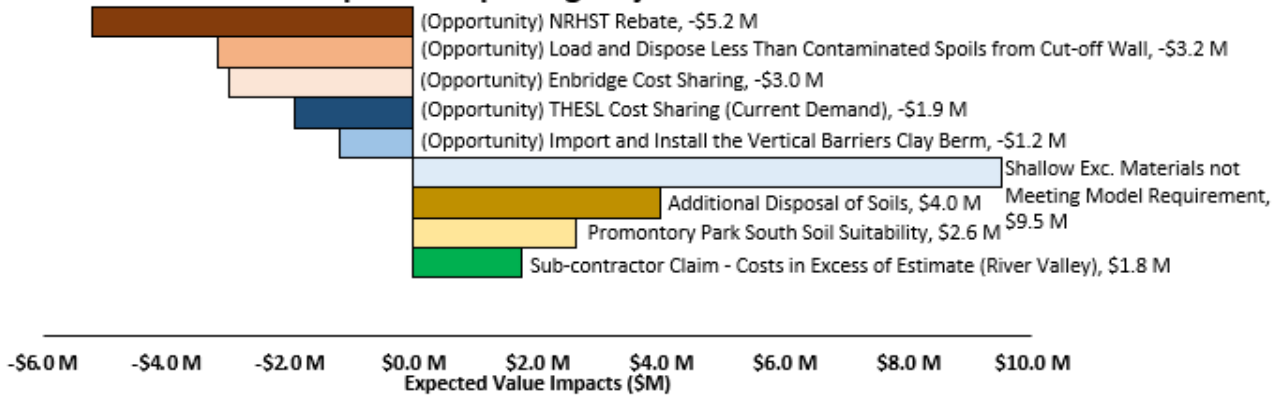 (Opportunity) NRHST Rebate, -$5.2 M
(Opportunity) Load and Dispose Less Than Contaminated Spoils from Cut-off Wall, -$3.2 M
(Opportunity) Enbridge Cost Sharing, -$3.0 M
(Opportunity) THESL Cost Sharing (Current Demand), -$1.9 M
(Opportunity) Import and Install the Vertical Barriers Clay Berm, -$1.2 M
Shallow Exc. Materials not
Meeting Model Requirement,
$9.5 M
Additional Disposal of Soils, $4.0 M
Promontory Park South Soil Suitability, $2.6 M
Sub-contractor Claim - Costs in Excess of Estimate (River Valley), $1.8 M
-$6.0 M -$4.0 M -$2.0 M $0.0 M $2.0 M $4.0 M $6.0 M $8.0 M $10.0 M
Expected Value Impacts ($M)